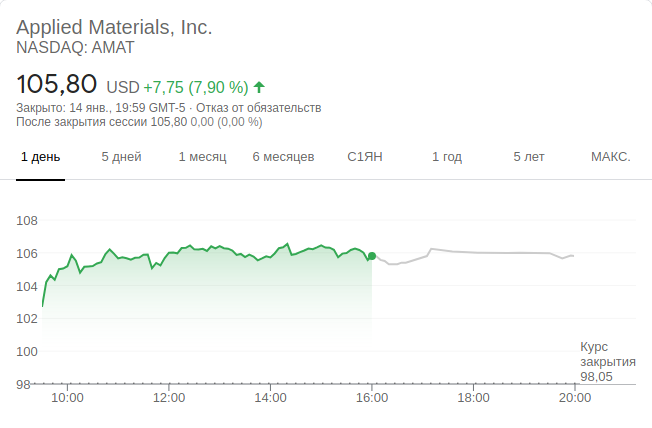 Applied Materials, Inc.
NASDAQ: AMAT
105,80 USD +7,75 (7,90 %)
Закрыто: 14 янв., 19:59 GMT-5 · Отказ от обязательств
После закрытия сессии 105,80 0,00 (0,00 %)
1 день 5 дней 1 месяц 6 месяцев С1ЯН 1 год 5 лет МАКС.
108
106
104
102
100
Курс
закрытия
98,05
98
10:00 12:00 14:00 16:00 18:00 20:00